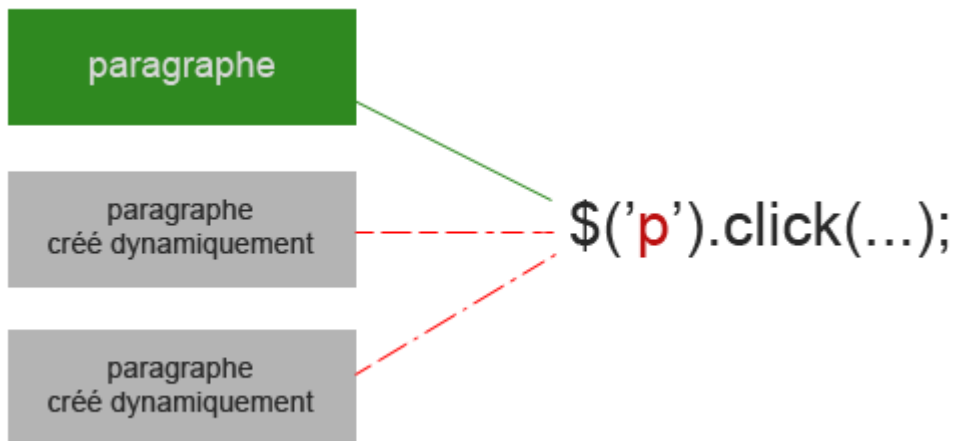 paragraphe
paragraphe
créé dynamiquement
$(’p’).click(...);
paragraphe
créé dynamiquement